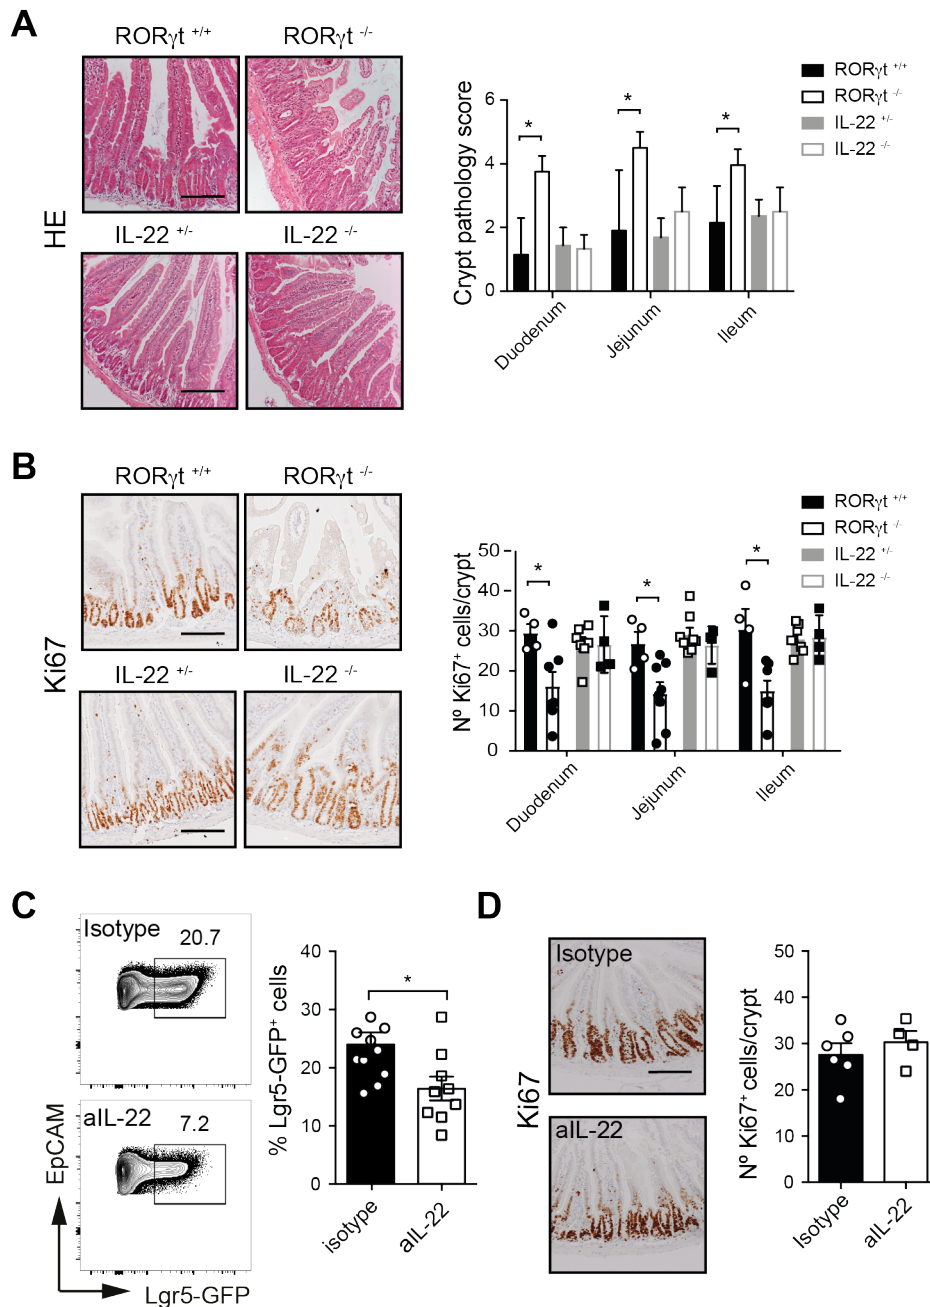 A
RORγt +/+
RORγt -/-
HE
IL-22 +/-
IL-22 -/-
Crypt pathology score
6
4
2
0
*
*
*
Duodenum
Jejunum
Ileum
RORγt +/+
RORγt -/-
IL-22 +/-
IL-22 -/-
B
RORγt +/+
RORγt -/-
Ki67
IL-22 +/-
IL-22 -/-
Nº Ki67+ cells/crypt
50
40
30
20
10
0
*
*
*
Duodenum
Jejunum
Ileum
RORγt +/+
RORγt -/-
IL-22 +/-
IL-22 -/-
C
Isotype
20.7
aIL-22
7.2
EpCAM
Lgr5-GFP
% Lgr5-GFP+ cells
40
30
20
10
0
*
isotype
aIL-22
D
Isotype
Ki67
aIL-22
Nº Ki67+ cells/crypt
50
40
30
20
10
0
Isotype
aIL-22